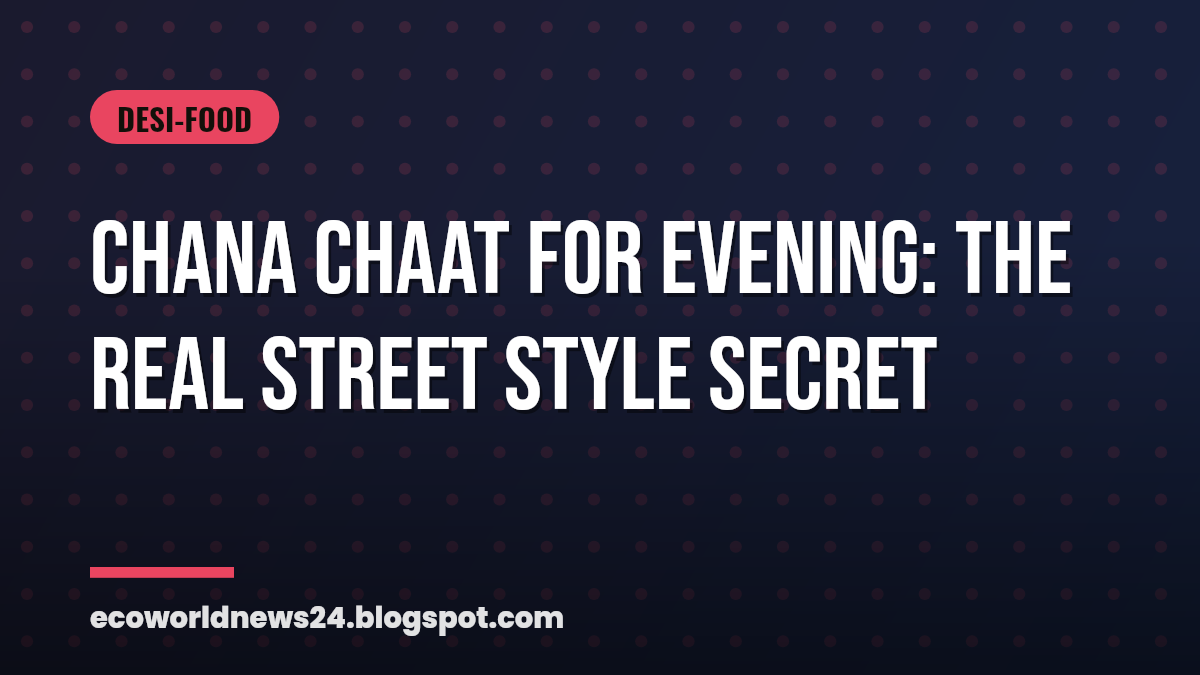 DESI-FOOD
CHANA CHAAT FOR EVENING: THE
REAL STREET STYLE SECRET
ecoworldnews24.blogspot.com